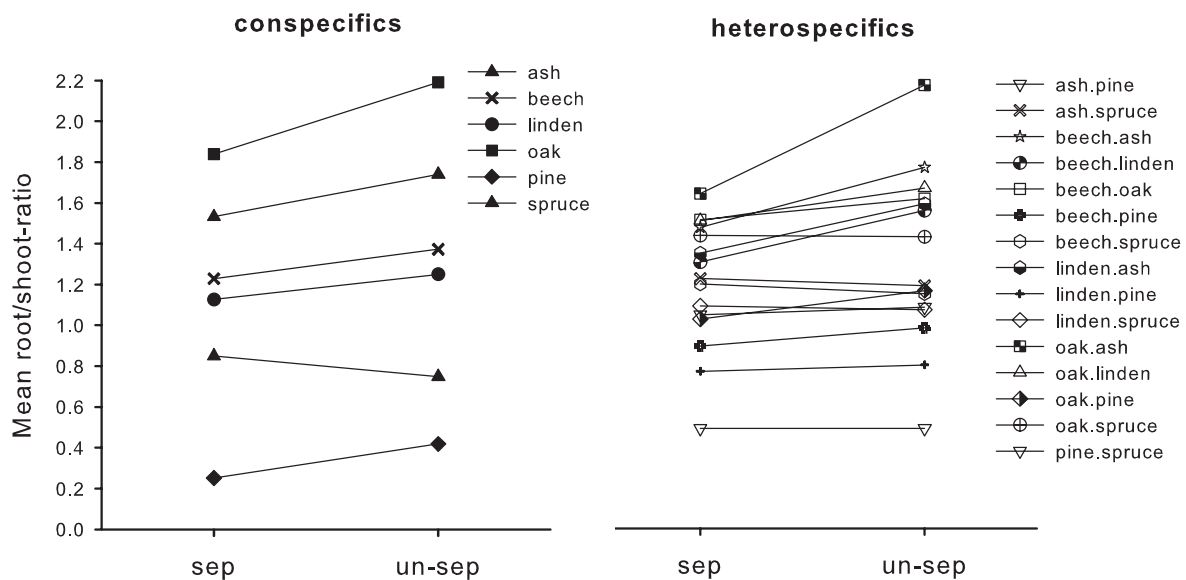 conspecifics
Mean root/shoot-ratio
2.2
2.0
1.8
1.6
1.4
1.2
1.0
0.8
0.6
0.4
0.2
0.0
sep
un-sep
ash
beech
linden
oak
pine
spruce
heterospecifics
sep
un-sep
ash.pine
ash.spruce
beech.ash
beech.linden
beech.oak
beech.pine
beech.spruce
linden.ash
linden.pine
linden.spruce
oak.ash
oak.linden
oak.pine
oak.spruce
pine.spruce